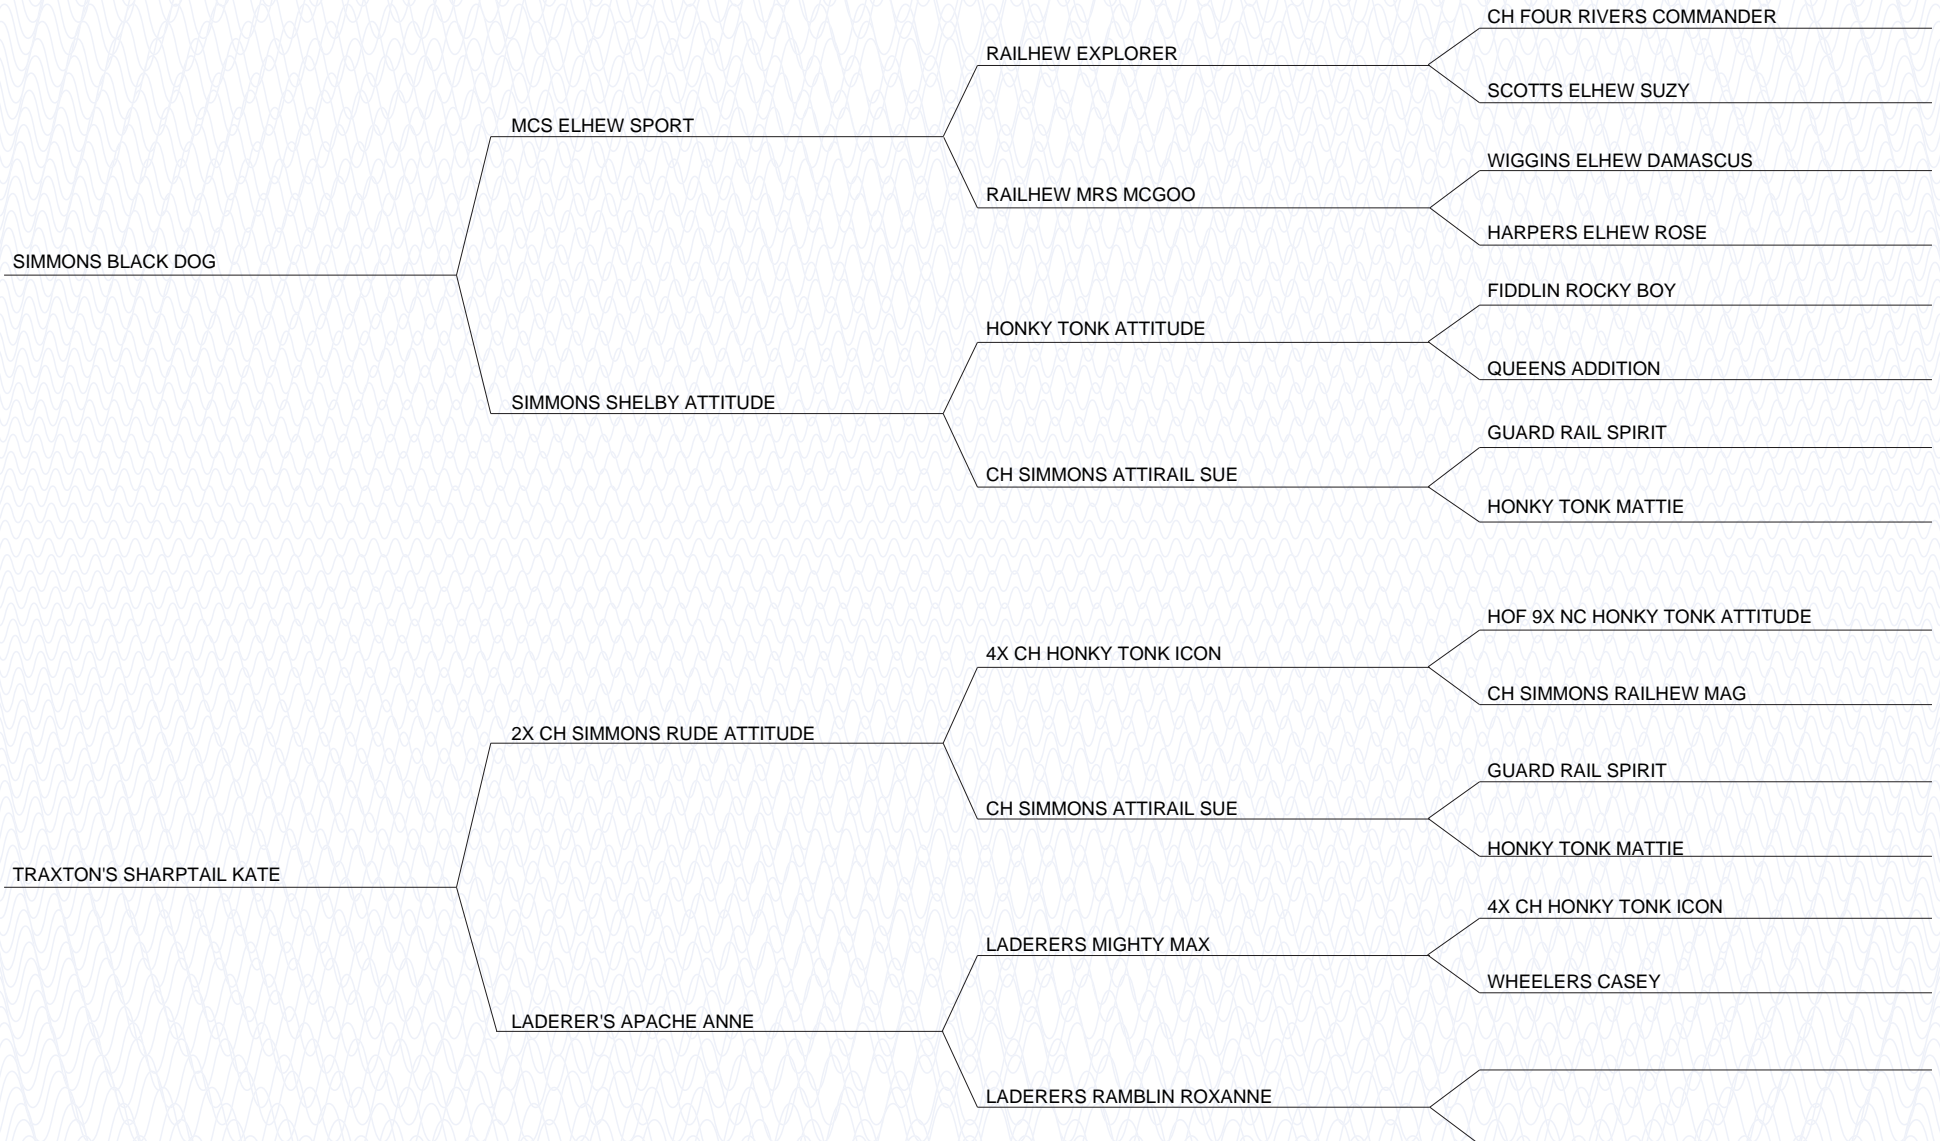 CH FOUR RIVERS COMMANDER
RAILHEW EXPLORER
SCOTTS ELHEW SUZY
MCS ELHEW SPORT
WIGGINS ELHEW DAMASCUS
RAILHEW MRS MCGOO
HARPERS ELHEW ROSE
SIMMONS BLACK DOG
FIDDLIN ROCKY BOY
HONKY TONK ATTITUDE
QUEENS ADDITION
SIMMONS SHELBY ATTITUDE
GUARD RAIL SPIRIT
CH SIMMONS ATTIRAIL SUE
HONKY TONK MATTIE
HOF 9X NC HONKY TONK ATTITUDE
4X CH HONKY TONK ICON
CH SIMMONS RAILHEW MAG
2X CH SIMMONS RUDE ATTITUDE
GUARD RAIL SPIRIT
CH SIMMONS ATTIRAIL SUE
HONKY TONK MATTIE
TRAXTON'S SHARPTAIL KATE
4X CH HONKY TONK ICON
LADERERS MIGHTY MAX
WHEELERS CASEY
LADERER'S APACHE ANNE
LADERERS RAMBLIN ROXANNE